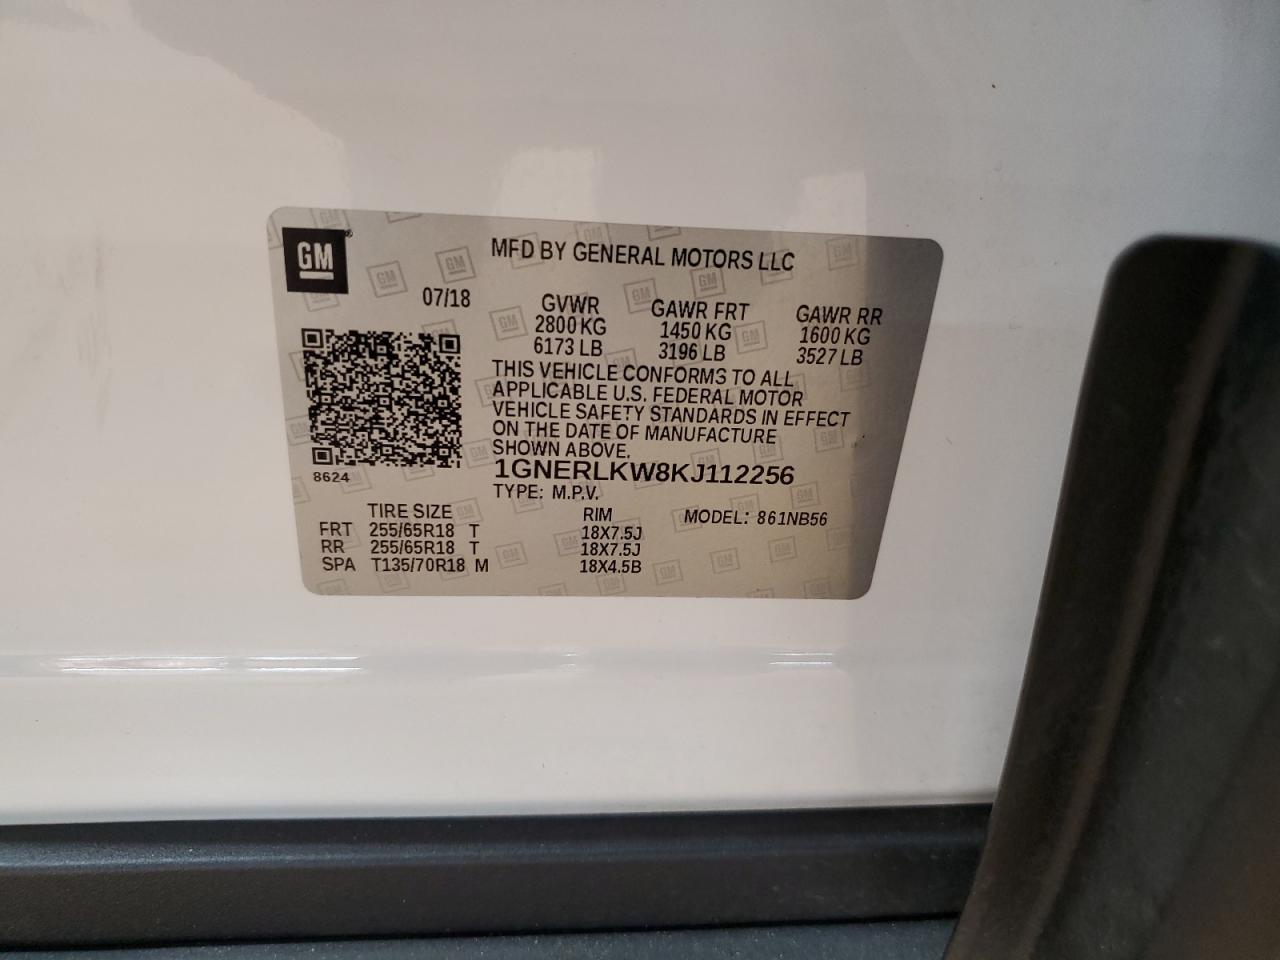 GM
MFD BY GENERAL MOTORS LLC
07/18
GVWR GAWR FRT GAWR RR
2800 KG 1450 KG 1600 KG
6173 LB 3196 LB 3527 LB
THIS VEHICLE CONFORMS TO ALL
APPLICABLE U.S. FEDERAL MOTOR
VEHICLE SAFETY STANDARDS IN EFFECT
ON THE DATE OF MANUFACTURE
SHOWN ABOVE.
1GNERLKW8KJ112256
8624
TYPE: M.P.V.
TIRE SIZE RIM MODEL: 861NB56
FRT 255/65R18 T 18X7.5J
RR 255/65R18 T 18X7.5J
SPA T135/70R18 M 18X4.5B